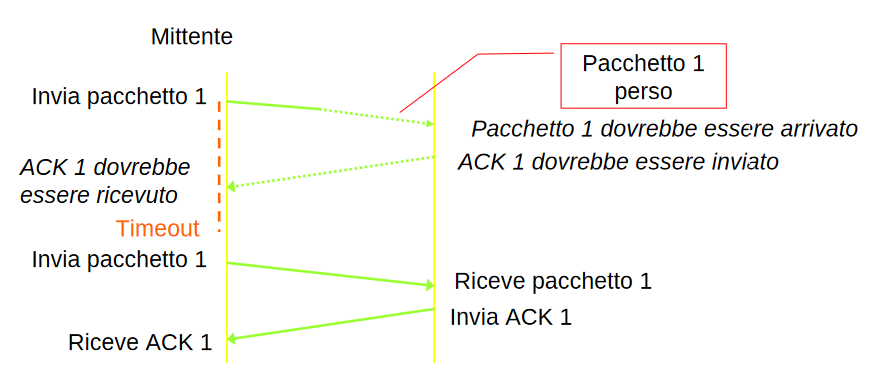 Mittente
Pacchetto 1
perso
Invia pacchetto 1
Pacchetto 1 dovrebbe essere arrivato
ACK 1 dovrebbe
essere ricevuto
ACK 1 dovrebbe essere inviato
Timeout
Invia pacchetto 1
Riceve pacchetto 1
Invia ACK 1
Riceve ACK 1